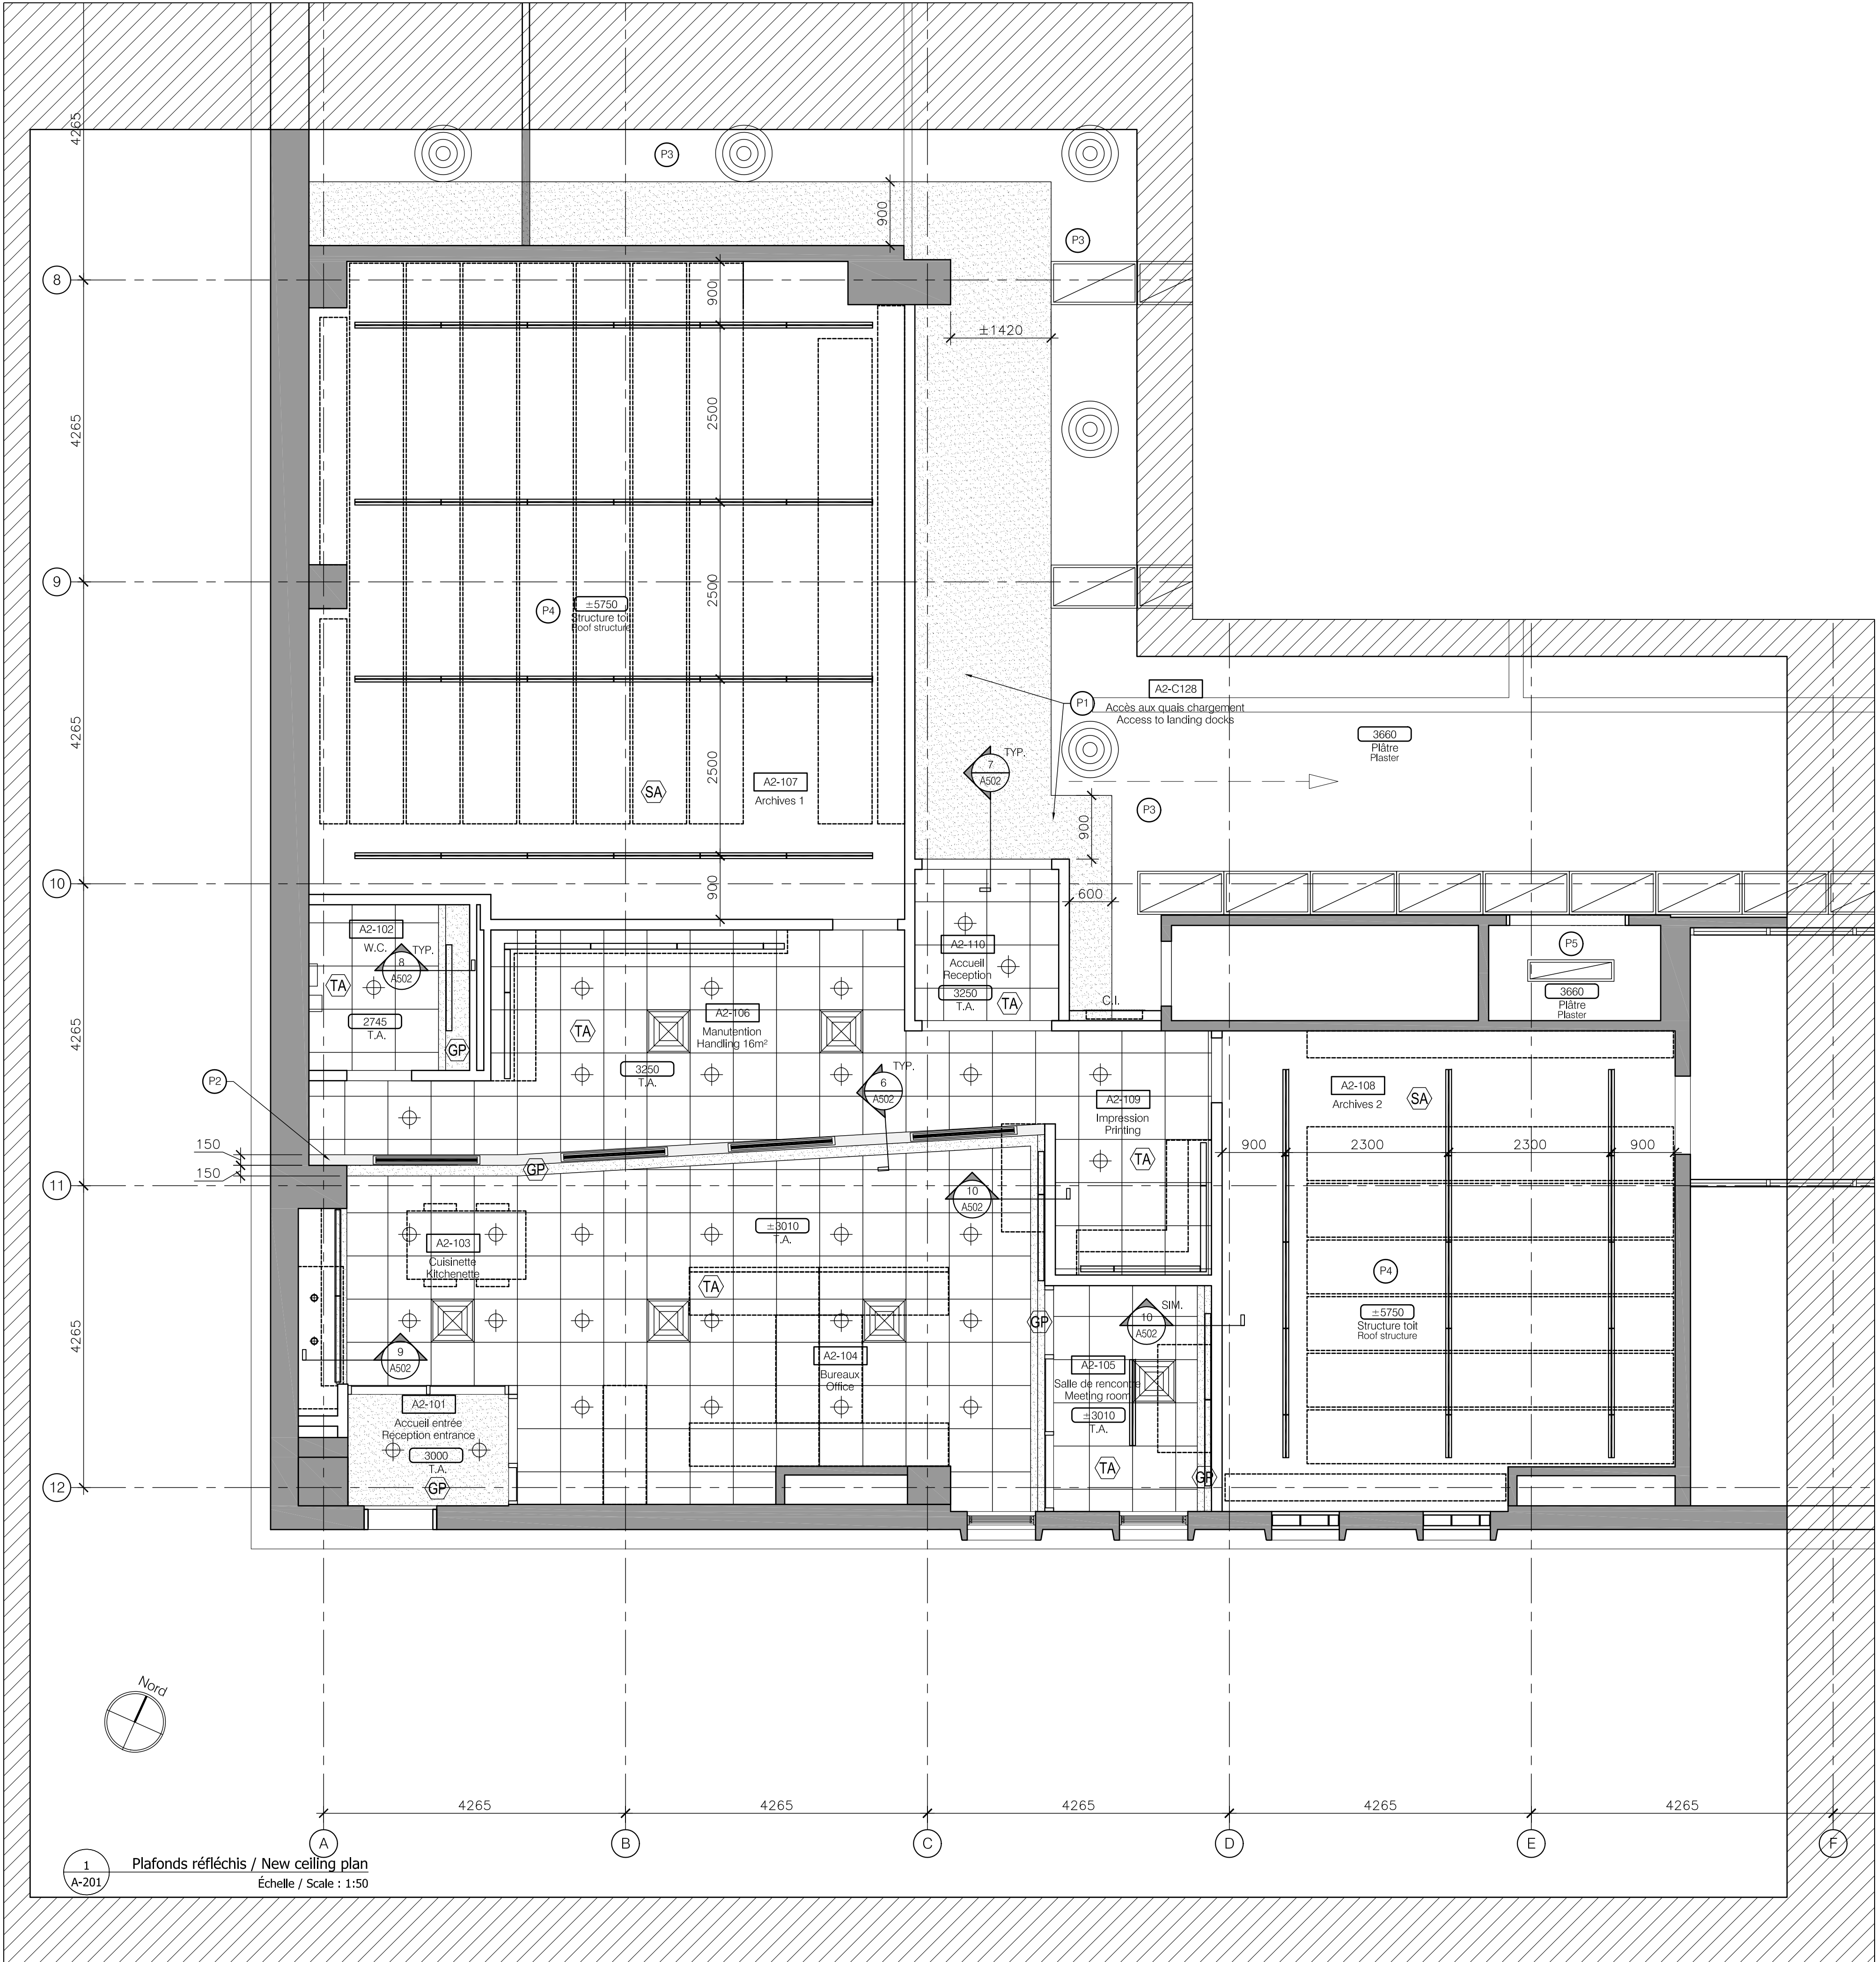 4265
P3
900
P3
8
900
±1420
4265
2500
9
2500
P4
±5750
Structure toit
Roof structure
A2-C128
P1
Accès aux quais chargement
Access to landing docks
3660
Plâtre
Plaster
4265
2500
7
A502
TYP.
A2-107
Archives 1
SA
P3
900
10
900
600
A2-102
W.C.
TYP.
8
A502
TA
2745
T.A.
GP
A2-110
Accueil
Reception
3250
T.A.
TA
C.I.
P5
3660
Plâtre
Plaster
4265
A2-106
Manutention
Handling 16m²
TA
3250
T.A.
TYP.
6
A502
P2
A2-109
Impression
Printing
TA
A2-108
Archives 2
SA
150
150
GP
900
2300
2300
900
11
10
A502
±3010
T.A.
A2-103
Cuisinette
Kitchenette
TA
P4
±5750
Structure toit
Roof structure
4265
GP
SIM.
10
A502
9
A502
A2-104
Bureaux
Office
A2-105
Salle de rencontre
Meeting room
±3010
T.A.
A2-101
Accueil entrée
Reception entrance
3000
T.A.
GP
TA
GP
12
Nord
4265
4265
4265
4265
4265
A
B
C
D
E
F
1
A-201
Plafonds réfléchis / New ceiling plan
Échelle / Scale : 1:50